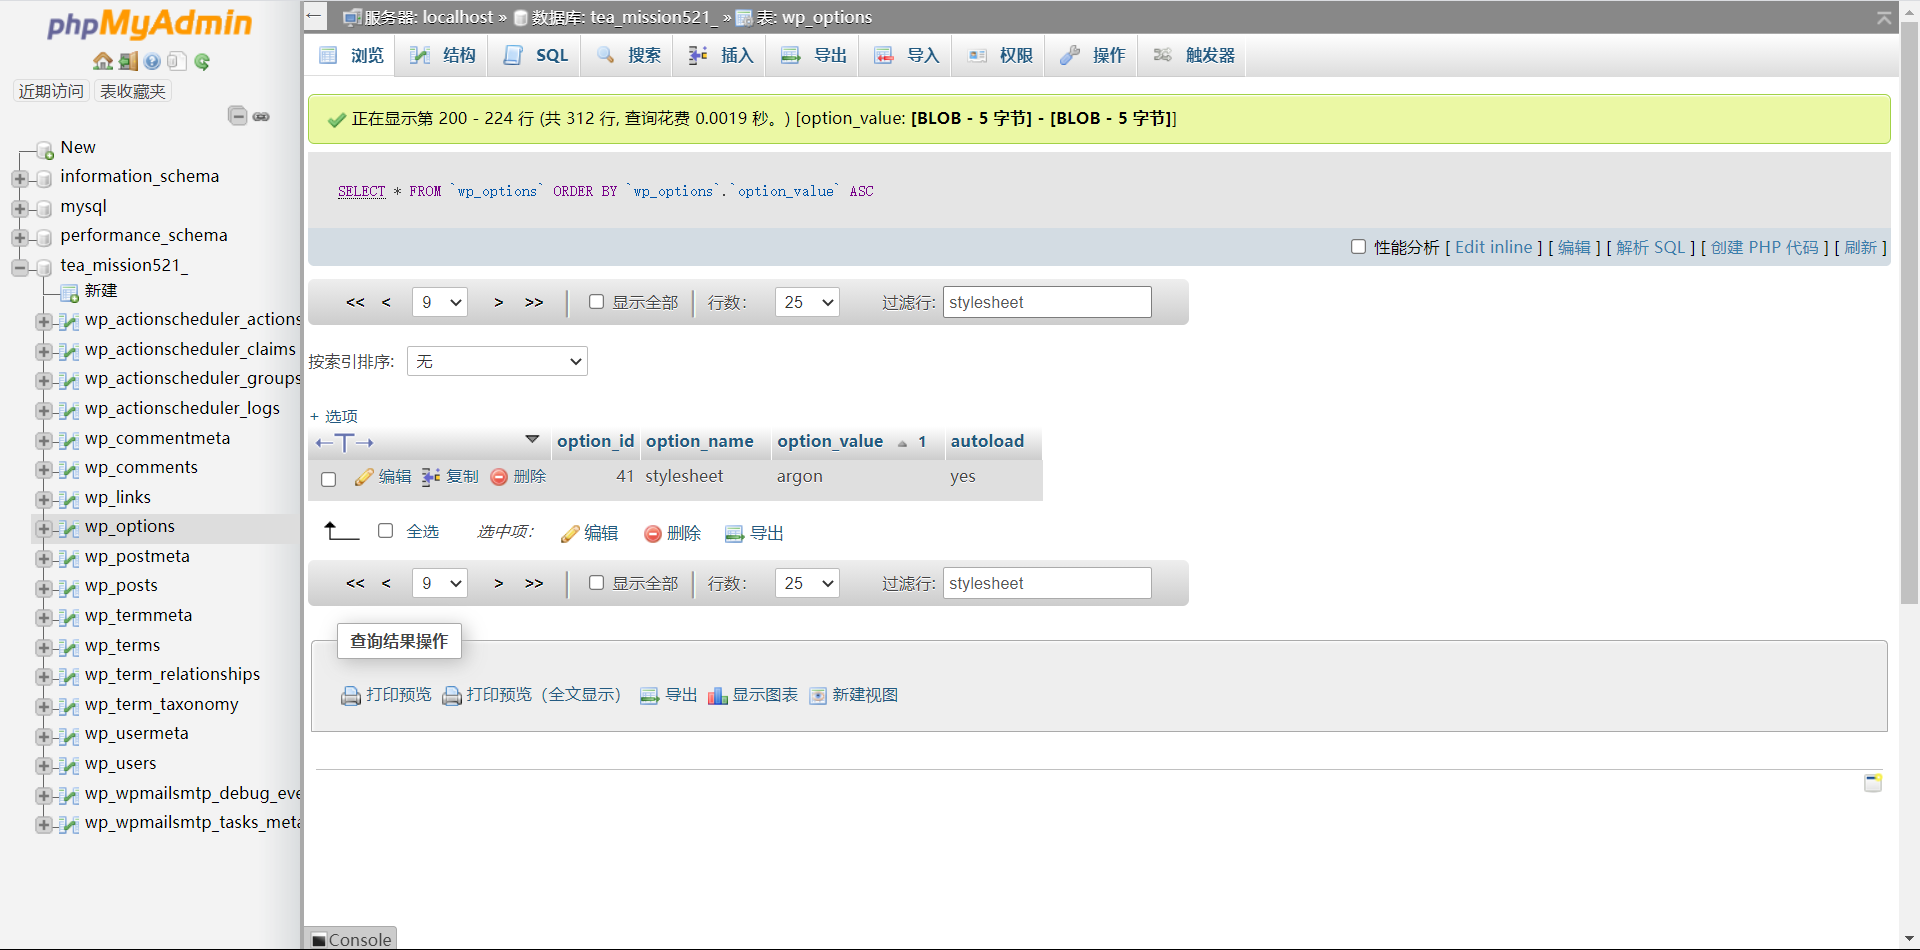 phpMyAdmin
近期访问 表收藏夹
New
information_schema
mysql
performance_schema
tea_mission521_
新建
wp_actionscheduler_actions
wp_actionscheduler_claims
wp_actionscheduler_groups
wp_actionscheduler_logs
wp_commentmeta
wp_comments
wp_links
wp_options
wp_postmeta
wp_posts
wp_termmeta
wp_terms
wp_term_relationships
wp_term_taxonomy
wp_usermeta
wp_users
wp_wpmailsmtp_debug_eve
wp_wpmailsmtp_tasks_meta
服务器: localhost » 数据库: tea_mission521_ » 表: wp_options
浏览 结构 SQL 搜索 插入 导出 导入 权限 操作 触发器
正在显示第 200 - 224 行 (共 312 行, 查询花费 0.0019 秒。) [option_value: [BLOB - 5 字节] - [BLOB - 5 字节]]
SELECT * FROM `wp_options` ORDER BY `wp_options`.`option_value` ASC
性能分析 [ Edit inline ] [ 编辑 ] [ 解析 SQL ] [ 创建 PHP 代码 ] [ 刷新 ]
<< < 9 > >> 显示全部 行数: 25 过滤行: stylesheet
按索引排序: 无
+ 选项
←T→ option_id option_name option_value 1 autoload
编辑 复制 删除 41 stylesheet argon yes
全选 选中项: 编辑 删除 导出
<< < 9 > >> 显示全部 行数: 25 过滤行: stylesheet
查询结果操作
打印预览 打印预览（全文显示） 导出 显示图表 新建视图
Console